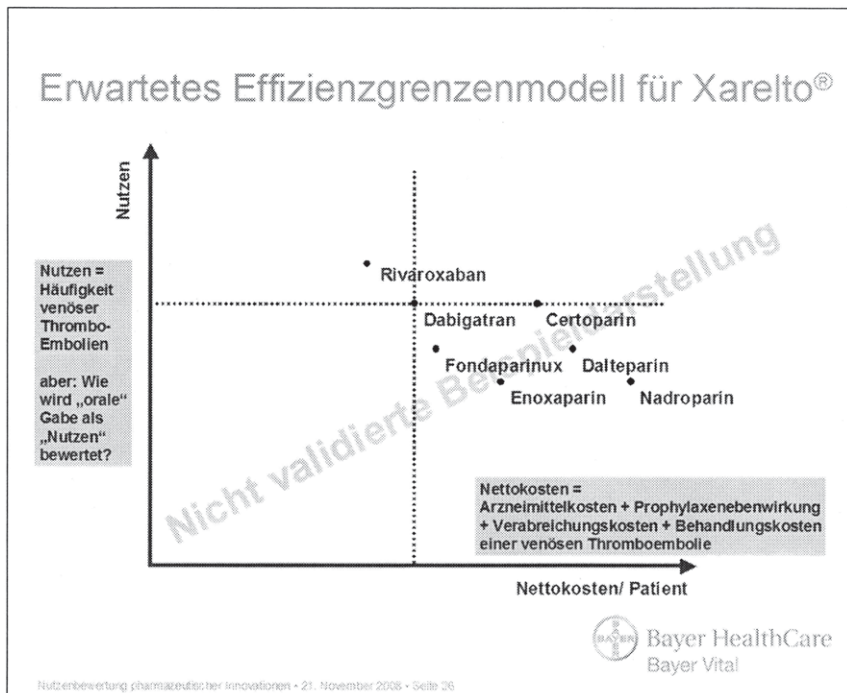 Erwartetes Effizienzgrenzenmodell für Xarelto®
Nutzen
Nutzen =
Häufigkeit
venöser
Thrombo-
Embolien
aber: Wie
wird „orale“
Gabe als
„Nutzen“
bewertet?
Rivaroxaban
Dabigatran
Certoparin
Fondaparinux
Dalteparin
Enoxaparin
Nadroparin
Nicht validierte Beispieldarstellung
Nettokosten =
Arzneimittelkosten + Prophylaxenebenwirkung
+ Verabreichungskosten + Behandlungskosten
einer venösen Thromboembolie
Nettokosten/ Patient
BAYER
Bayer HealthCare
Bayer Vital
Nutzenbewertung pharmazeutischer Innovationen • 21. November 2008 • Seite 26